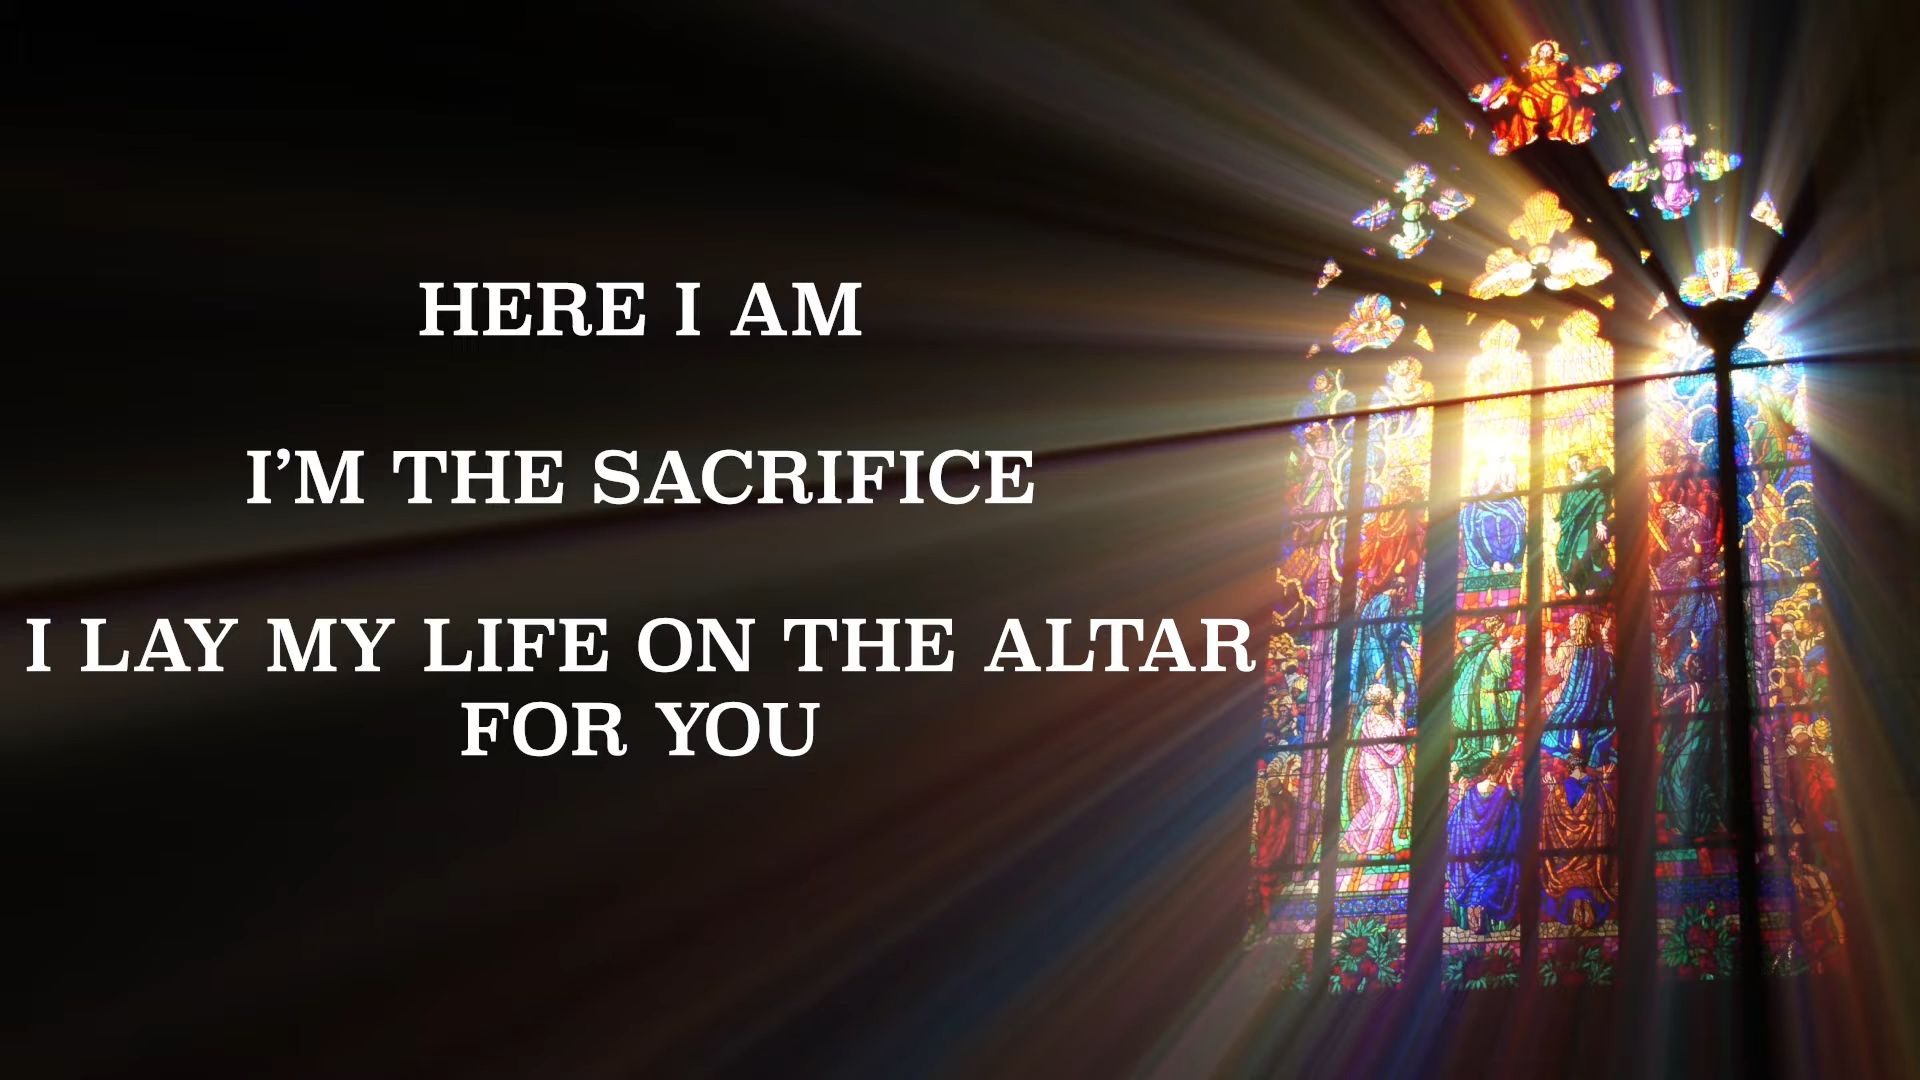 HERE I AM
I’M THE SACRIFICE
I LAY MY LIFE ON THE ALTAR
FOR YOU